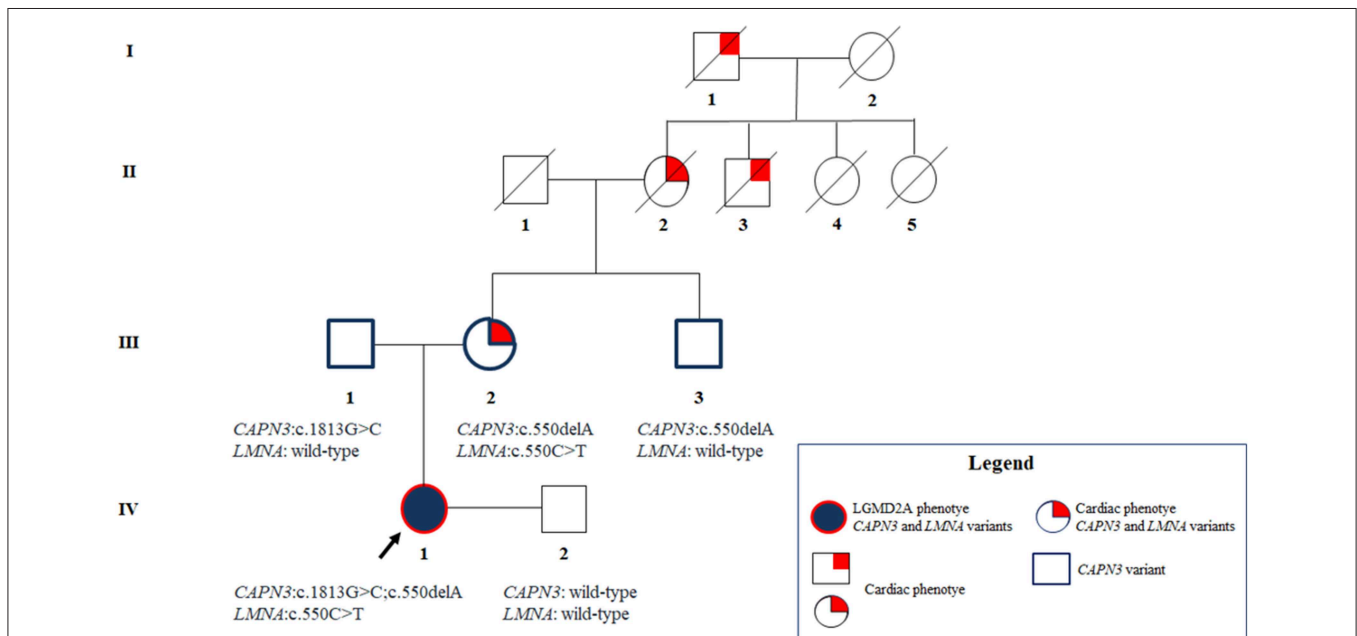 I
1
2
II
1
2
3
4
5
III
1
2
3
CAPN3:c.1813G>C
LMNA: wild-type
CAPN3:c.550delA
LMNA:c.550C>T
CAPN3:c.550delA
LMNA: wild-type
IV
1
2
CAPN3:c.1813G>C;c.550delA
LMNA:c.550C>T
CAPN3: wild-type
LMNA: wild-type
Legend
LGMD2A phenotye
CAPN3 and LMNA variants
Cardiac phenotye
CAPN3 and LMNA variants
Cardiac phenotye
CAPN3 variant